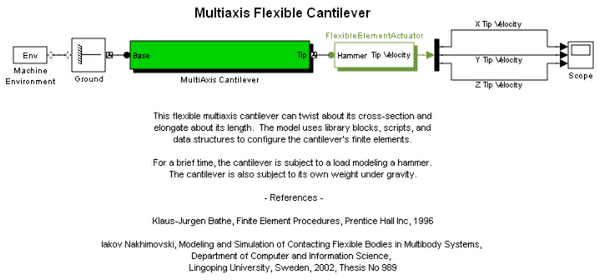 Multiaxis Flexible Cantilever
FlexibleElementActuator
X Tip Velocity
Env
Base
Tip
Hammer
Tip Velocity
Machine
Environment
Ground
MultiAxis Cantilever
Y Tip Velocity
Scope
Z Tip Velocity
This flexible multiaxis cantilever can twist about its cross-section and
elongate about its length. The model uses library blocks, scripts, and
data structures to configure the cantilever's finite elements.
For a brief time, the cantilever is subject to a load modeling a hammer.
The cantilever is also subject to its own weight under gravity.
- References -
Klaus-Jurgen Bathe, Finite Element Procedures, Prentice Hall Inc, 1996
Iakov Nakhimovski, Modeling and Simulation of Contacting Flexible Bodies in Multibody Systems,
Department of Computer and Information Science,
Lingoping University, Sweden, 2002, Thesis No 989